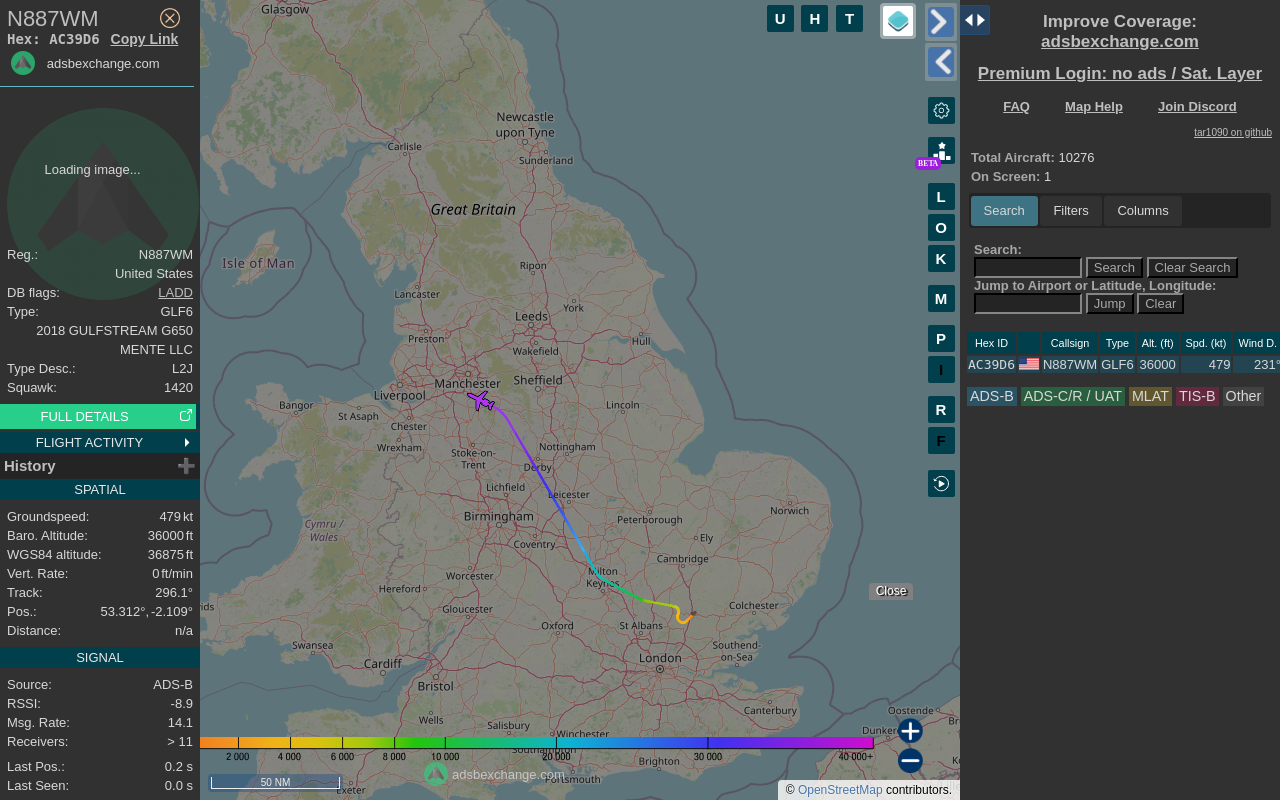 N887WM
Hex: AC39D6 Copy Link
adsbexchange.com
Loading image...
Reg.: N887WM
United States
DB flags: LADD
Type: GLF6
2018 GULFSTREAM G650
MENTE LLC
Type Desc.: L2J
Squawk: 1420
FULL DETAILS
FLIGHT ACTIVITY
History
SPATIAL
Groundspeed: 479 kt
Baro. Altitude: 36000 ft
WGS84 altitude: 36875 ft
Vert. Rate: 0 ft/min
Track: 296.1°
Pos.: 53.312°, -2.109°
Distance: n/a
SIGNAL
Source: ADS-B
RSSI: -8.9
Msg. Rate: 14.1
Receivers: > 11
Last Pos.: 0.2 s
Last Seen: 0.0 s
Glasgow
Newcastle
upon Tyne
Carlisle
Sunderland
Great Britain
Isle of Man
Ripon
Lancaster
York
Leeds
Preston
Hull
Wakefield
Manchester
Sheffield
Liverpool
Bangor
St Asaph
Lincoln
Chester
Wrexham
Stoke-on-
Trent
Nottingham
Derby
Lichfield
Leicester
Norwich
Birmingham
Peterborough
Cymru /
Wales
Coventry
Ely
Cambridge
Worcester
Milton
Keynes
Hereford
Gloucester
Colchester
Oxford
St Albans
Swansea
Southend-
on-Sea
Cardiff
London
Bristol
Canterbury
Wells
Salisbury
Winchester
Southampton
Brighton
Portsmouth
Exeter
Oostende
2 000 4 000 6 000 8 000 10 000 20 000 30 000 40 000+
adsbexchange.com
50 NM
© OpenStreetMap contributors.
U H T
BETA
L
O
K
M
P
I
R
F
Close
Improve Coverage:
adsbexchange.com
Premium Login: no ads / Sat. Layer
FAQ Map Help Join Discord
tar1090 on github
Total Aircraft: 10276
On Screen: 1
Search Filters Columns
Search:
Search Clear Search
Jump to Airport or Latitude, Longitude:
Jump Clear
Hex ID Callsign Type Alt. (ft) Spd. (kt) Wind D.
AC39D6 N887WM GLF6 36000 479 231°
ADS-B ADS-C/R / UAT MLAT TIS-B Other